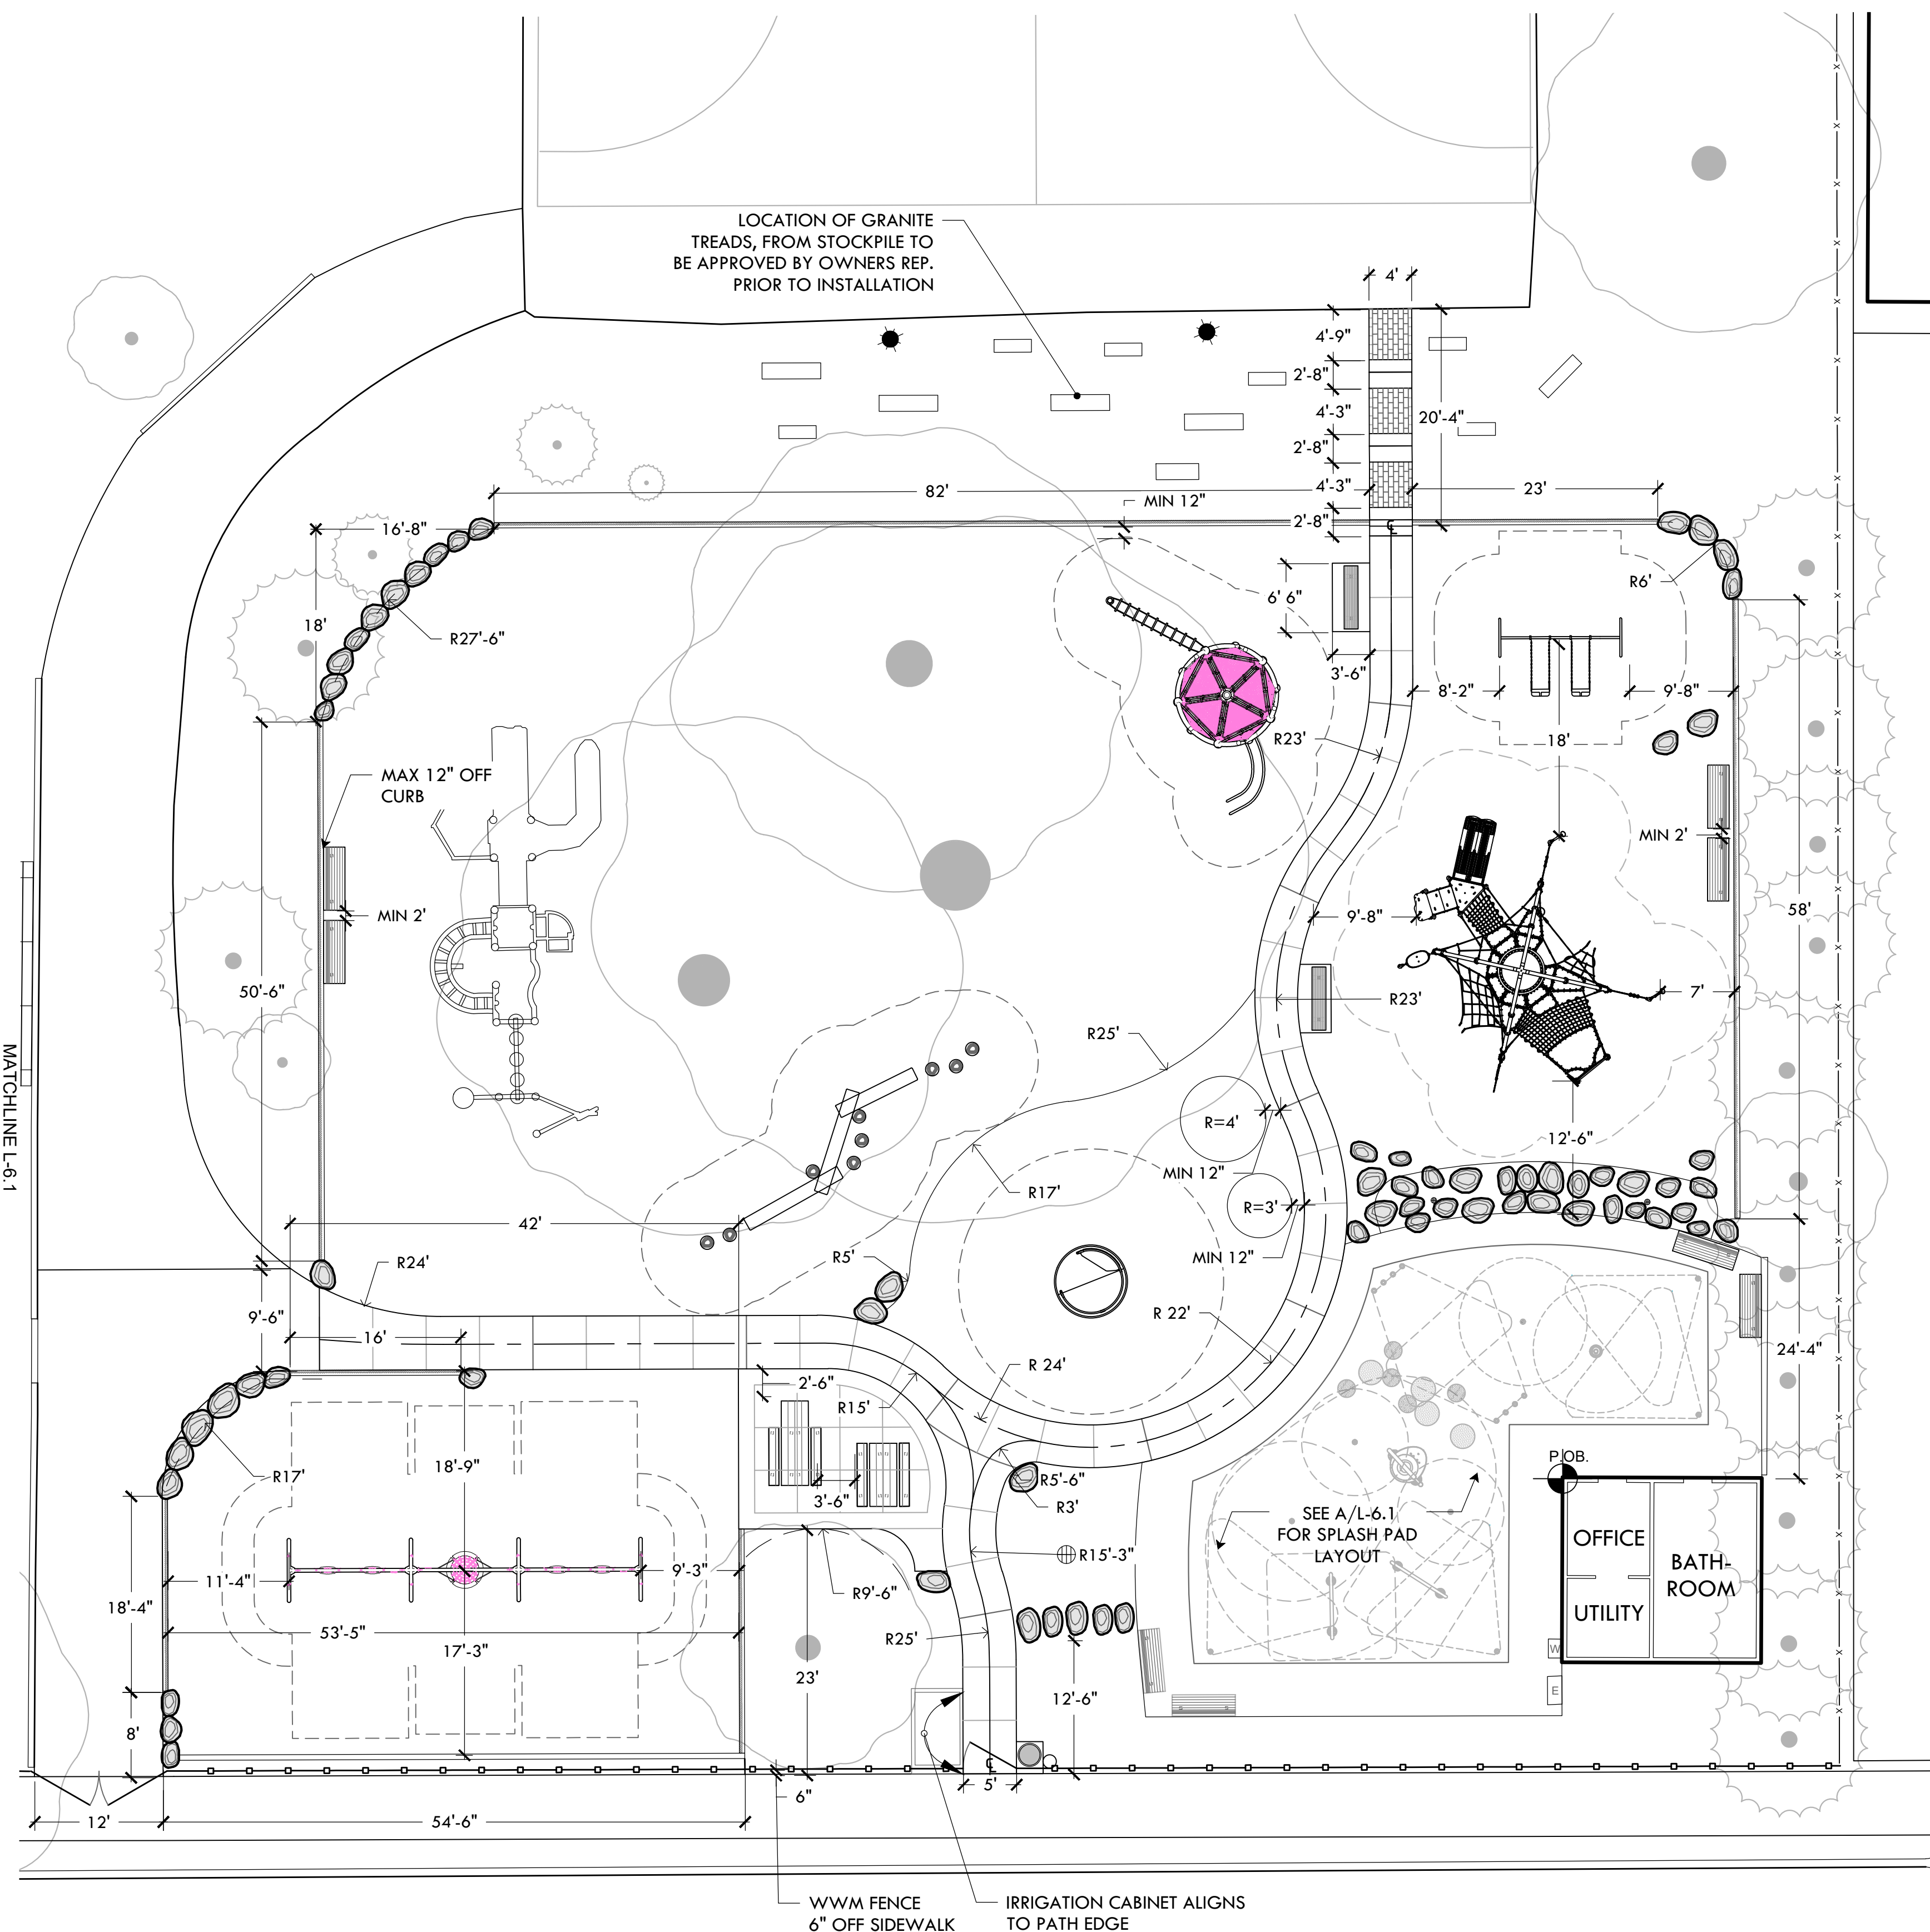 LOCATION OF GRANITE
TREADS, FROM STOCKPILE TO
BE APPROVED BY OWNERS REP.
PRIOR TO INSTALLATION
4'
4'-9"
2'-8"
4'-3"
20'-4"
2'-8"
4'-3"
82'
23'
MIN 12"
2'-8"
16'-8"
R6'
6' 6"
18'
R27'-6"
3'-6"
8'-2"
9'-8"
R23'
18'
MAX 12" OFF
CURB
MIN 2'
MIN 2'
9'-8"
58'
50'-6"
7'
R23'
R25'
MATCHLINE L-6.1
R=4'
12'-6"
MIN 12"
R17'
R=3'
42'
MIN 12"
R5'
R24'
9'-6"
R 22'
16'
24'-4"
R 24'
2'-6"
R15'
P.O.B.
18'-9"
R17'
R5'-6"
3'-6"
R3'
SEE A/L-6.1
FOR SPLASH PAD
LAYOUT
OFFICE
BATH-
ROOM
UTILITY
R15'-3"
11'-4"
9'-3"
R9'-6"
18'-4"
53'-5"
17'-3"
R25'
W
23'
E
12'-6"
8'
℄
℄
5'
6"
12'
54'-6"
WWM FENCE
6" OFF SIDEWALK
IRRIGATION CABINET ALIGNS
TO PATH EDGE